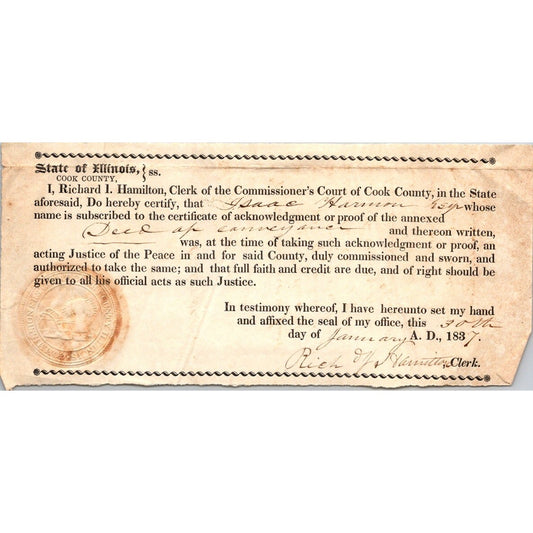 State of Illinois, } ss.
COOK COUNTY,
I, Richard I. Hamilton, Clerk of the Commissioner's Court of Cook County, in the State
aforesaid, Do hereby certify, that Isaac Harmon Esqr whose
name is subscribed to the certificate of acknowledgment or proof of the annexed
Deed of conveyance and thereon written,
was, at the time of taking such acknowledgment or proof, an
acting Justice of the Peace in and for said County, duly commissioned and sworn, and
authorized to take the same; and that full faith and credit are due, and of right should be
given to all his official acts as such Justice.
In testimony whereof, I have hereunto set my hand
and affixed the seal of my office, this 30th
day of January A. D., 1837.
Hamilton Clerk.